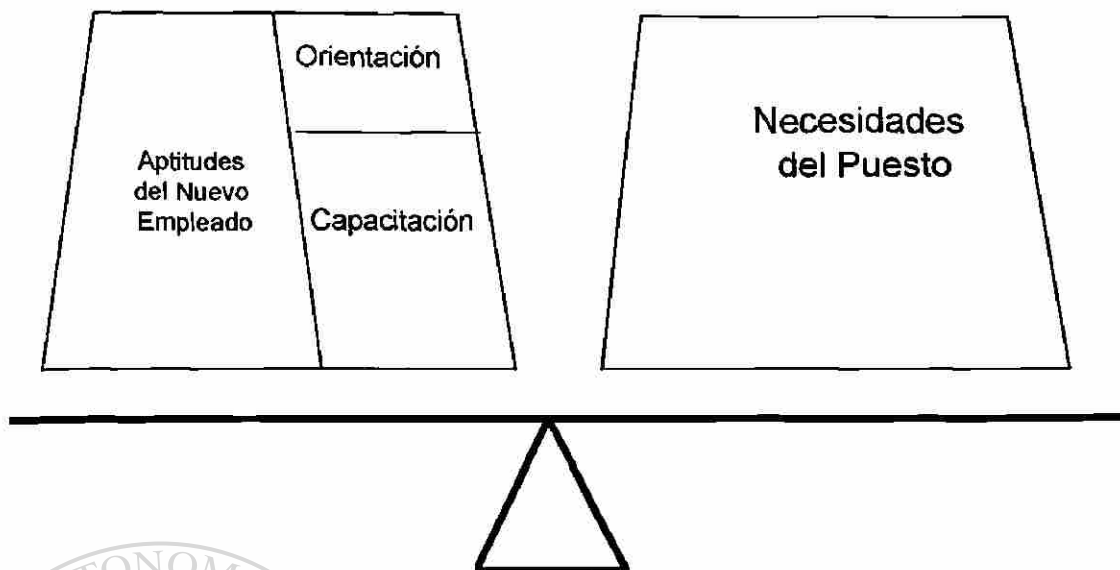 Orientación
Aptitudes
del Nuevo
Empleado
Capacitación
Necesidades
del Puesto